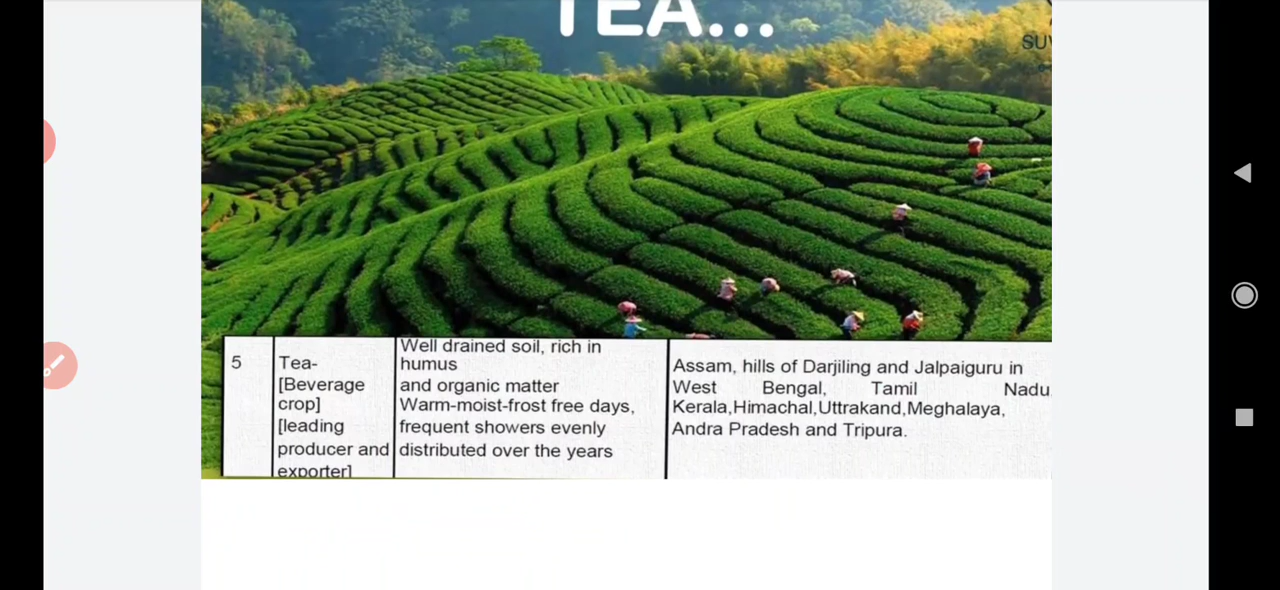 TEA...
SUV
5
Tea-
[Beverage
crop]
[leading
producer and
exporter]
Well drained soil, rich in
humus
and organic matter
Warm-moist-frost free days,
frequent showers evenly
distributed over the years
Assam, hills of Darjiling and Jalpaiguru in
West Bengal, Tamil Nadu,
Kerala,Himachal,Uttrakand,Meghalaya,
Andra Pradesh and Tripura.